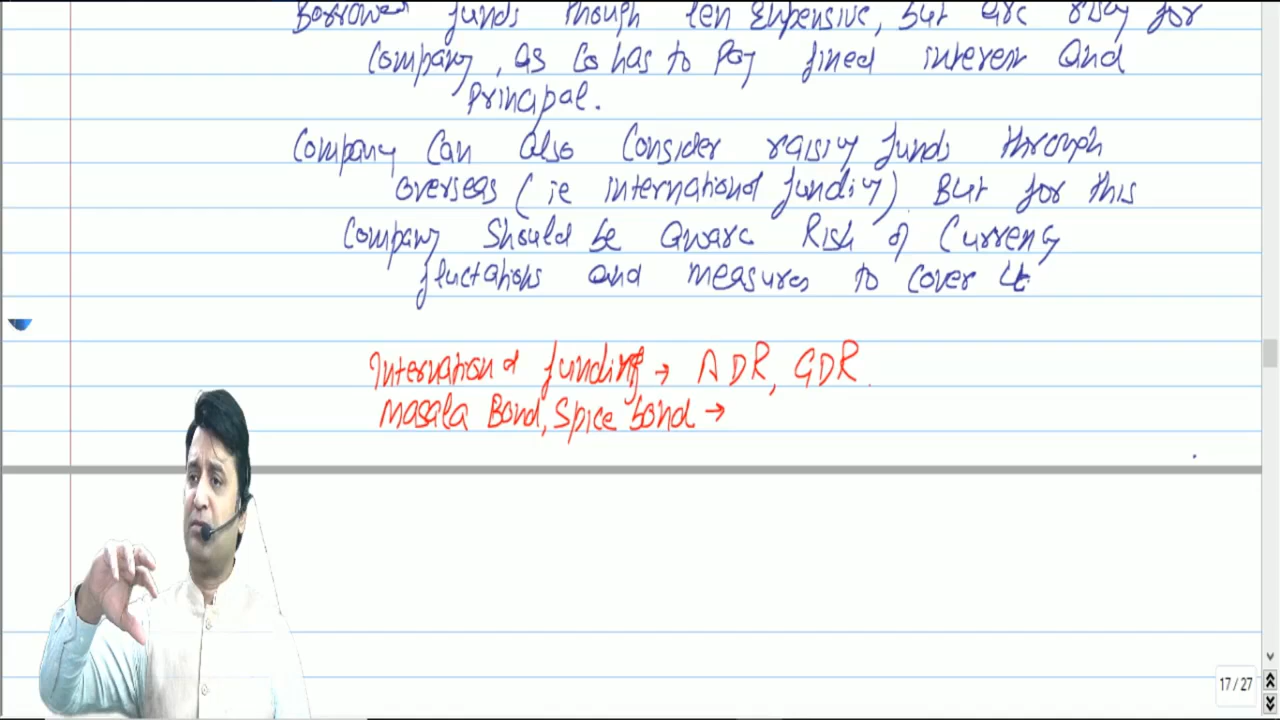 Borrowed funds though less Expensive, but are risky for
Company, as Co has to Pay fixed interest and
Principal.
Company Can also Consider raising funds through
overseas (ie international funding). But for this
Company Should be aware Risk of Currency
fluctations and measures to cover it
International funding → ADR, GDR.
Masala Bond, Spice bond →
17 / 27